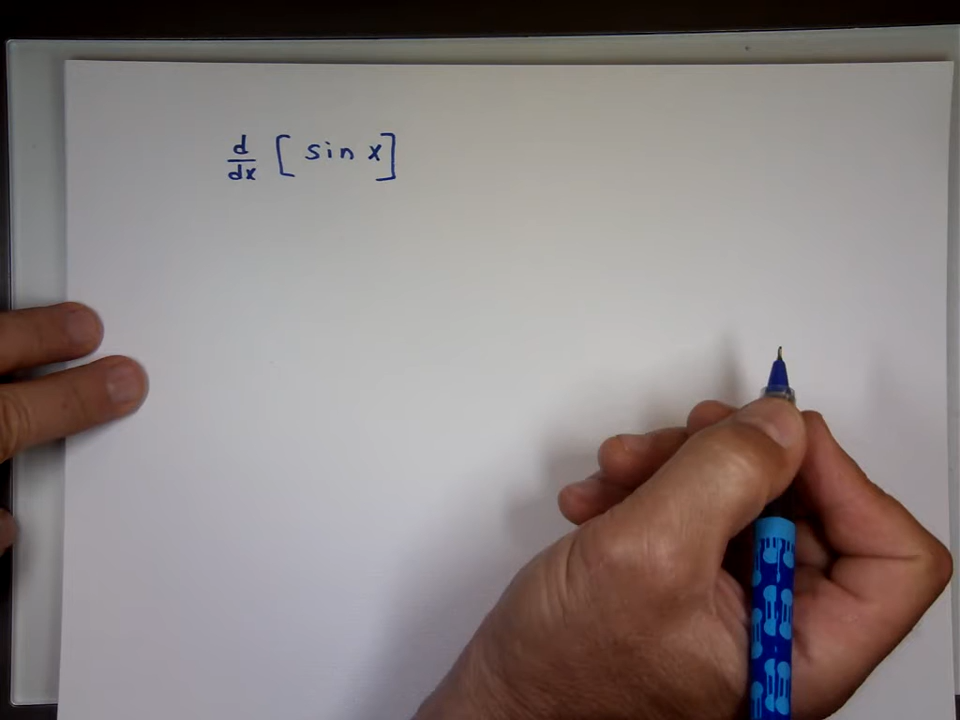 d/dx [ sin x ]